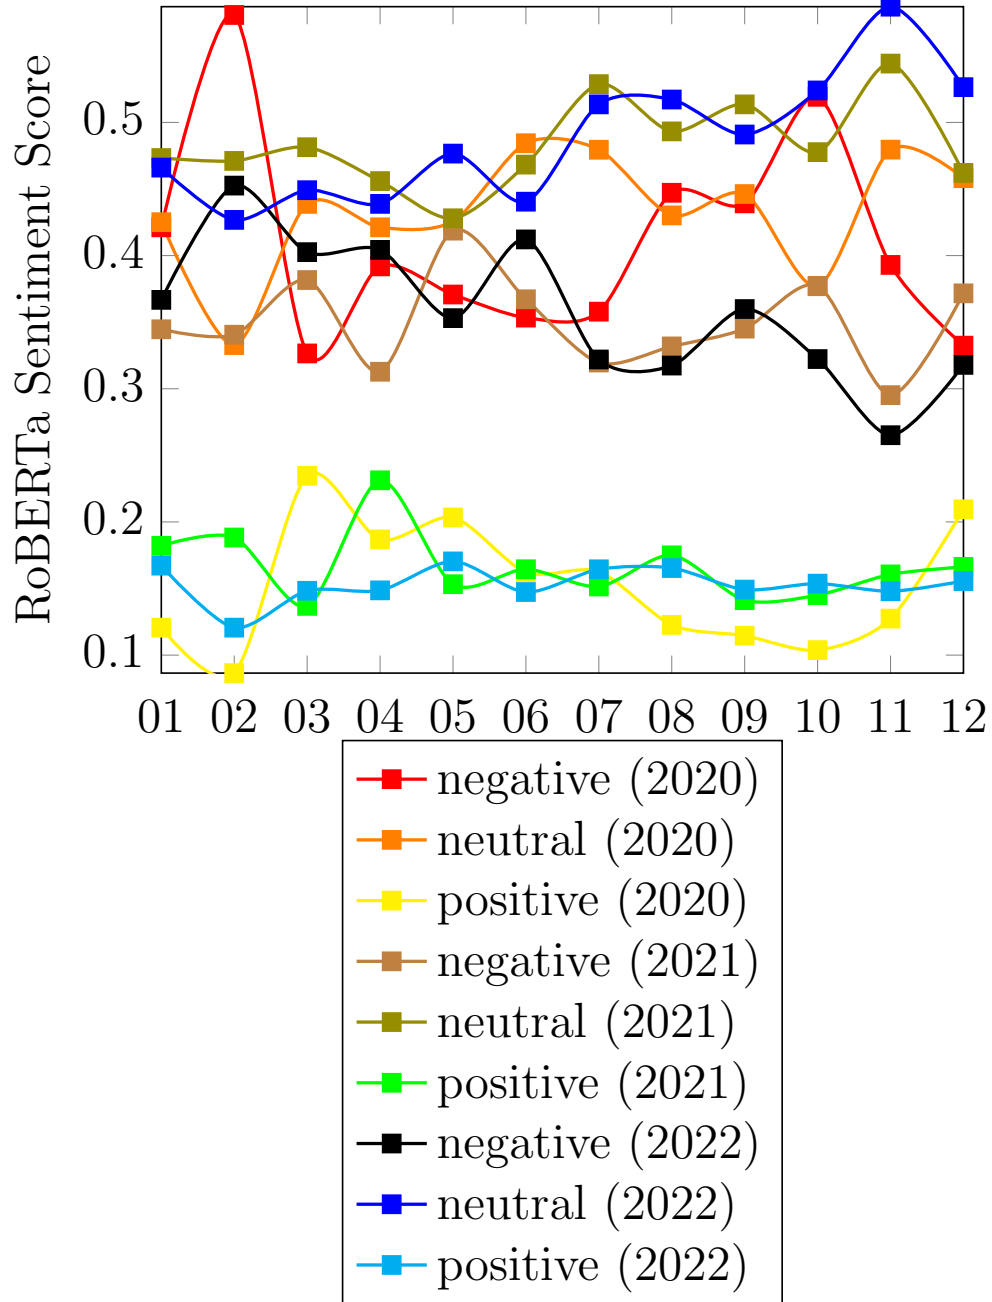 RoBERTa Sentiment Score
0.5
0.4
0.3
0.2
0.1
01 02 03 04 05 06 07 08 09 10 11 12
negative (2020)
neutral (2020)
positive (2020)
negative (2021)
neutral (2021)
positive (2021)
negative (2022)
neutral (2022)
positive (2022)